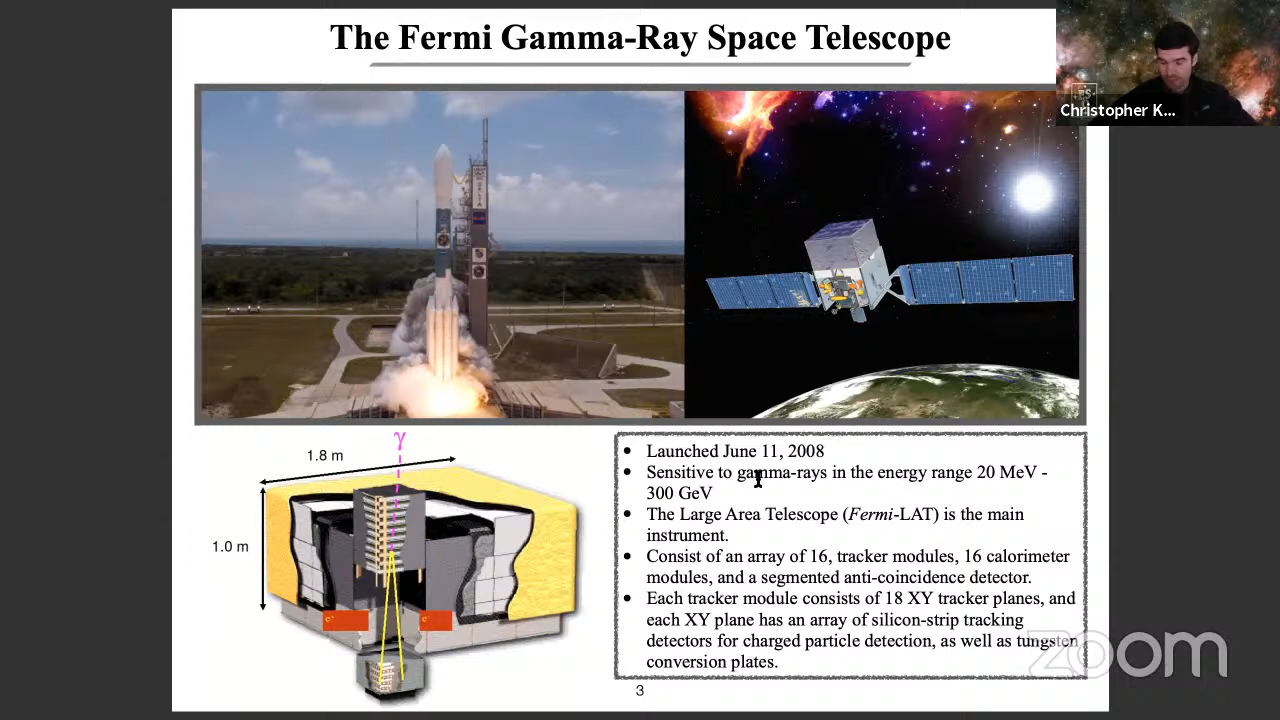 The Fermi Gamma-Ray Space Telescope
Christopher K...
γ
1.8 m
1.0 m
e⁺
e⁻
• Launched June 11, 2008
• Sensitive to gamma-rays in the energy range 20 MeV -
300 GeV
• The Large Area Telescope (Fermi-LAT) is the main
instrument.
• Consist of an array of 16, tracker modules, 16 calorimeter
modules, and a segmented anti-coincidence detector.
• Each tracker module consists of 18 XY tracker planes, and
each XY plane has an array of silicon-strip tracking
detectors for charged particle detection, as well as tungsten
conversion plates.
3
zoom